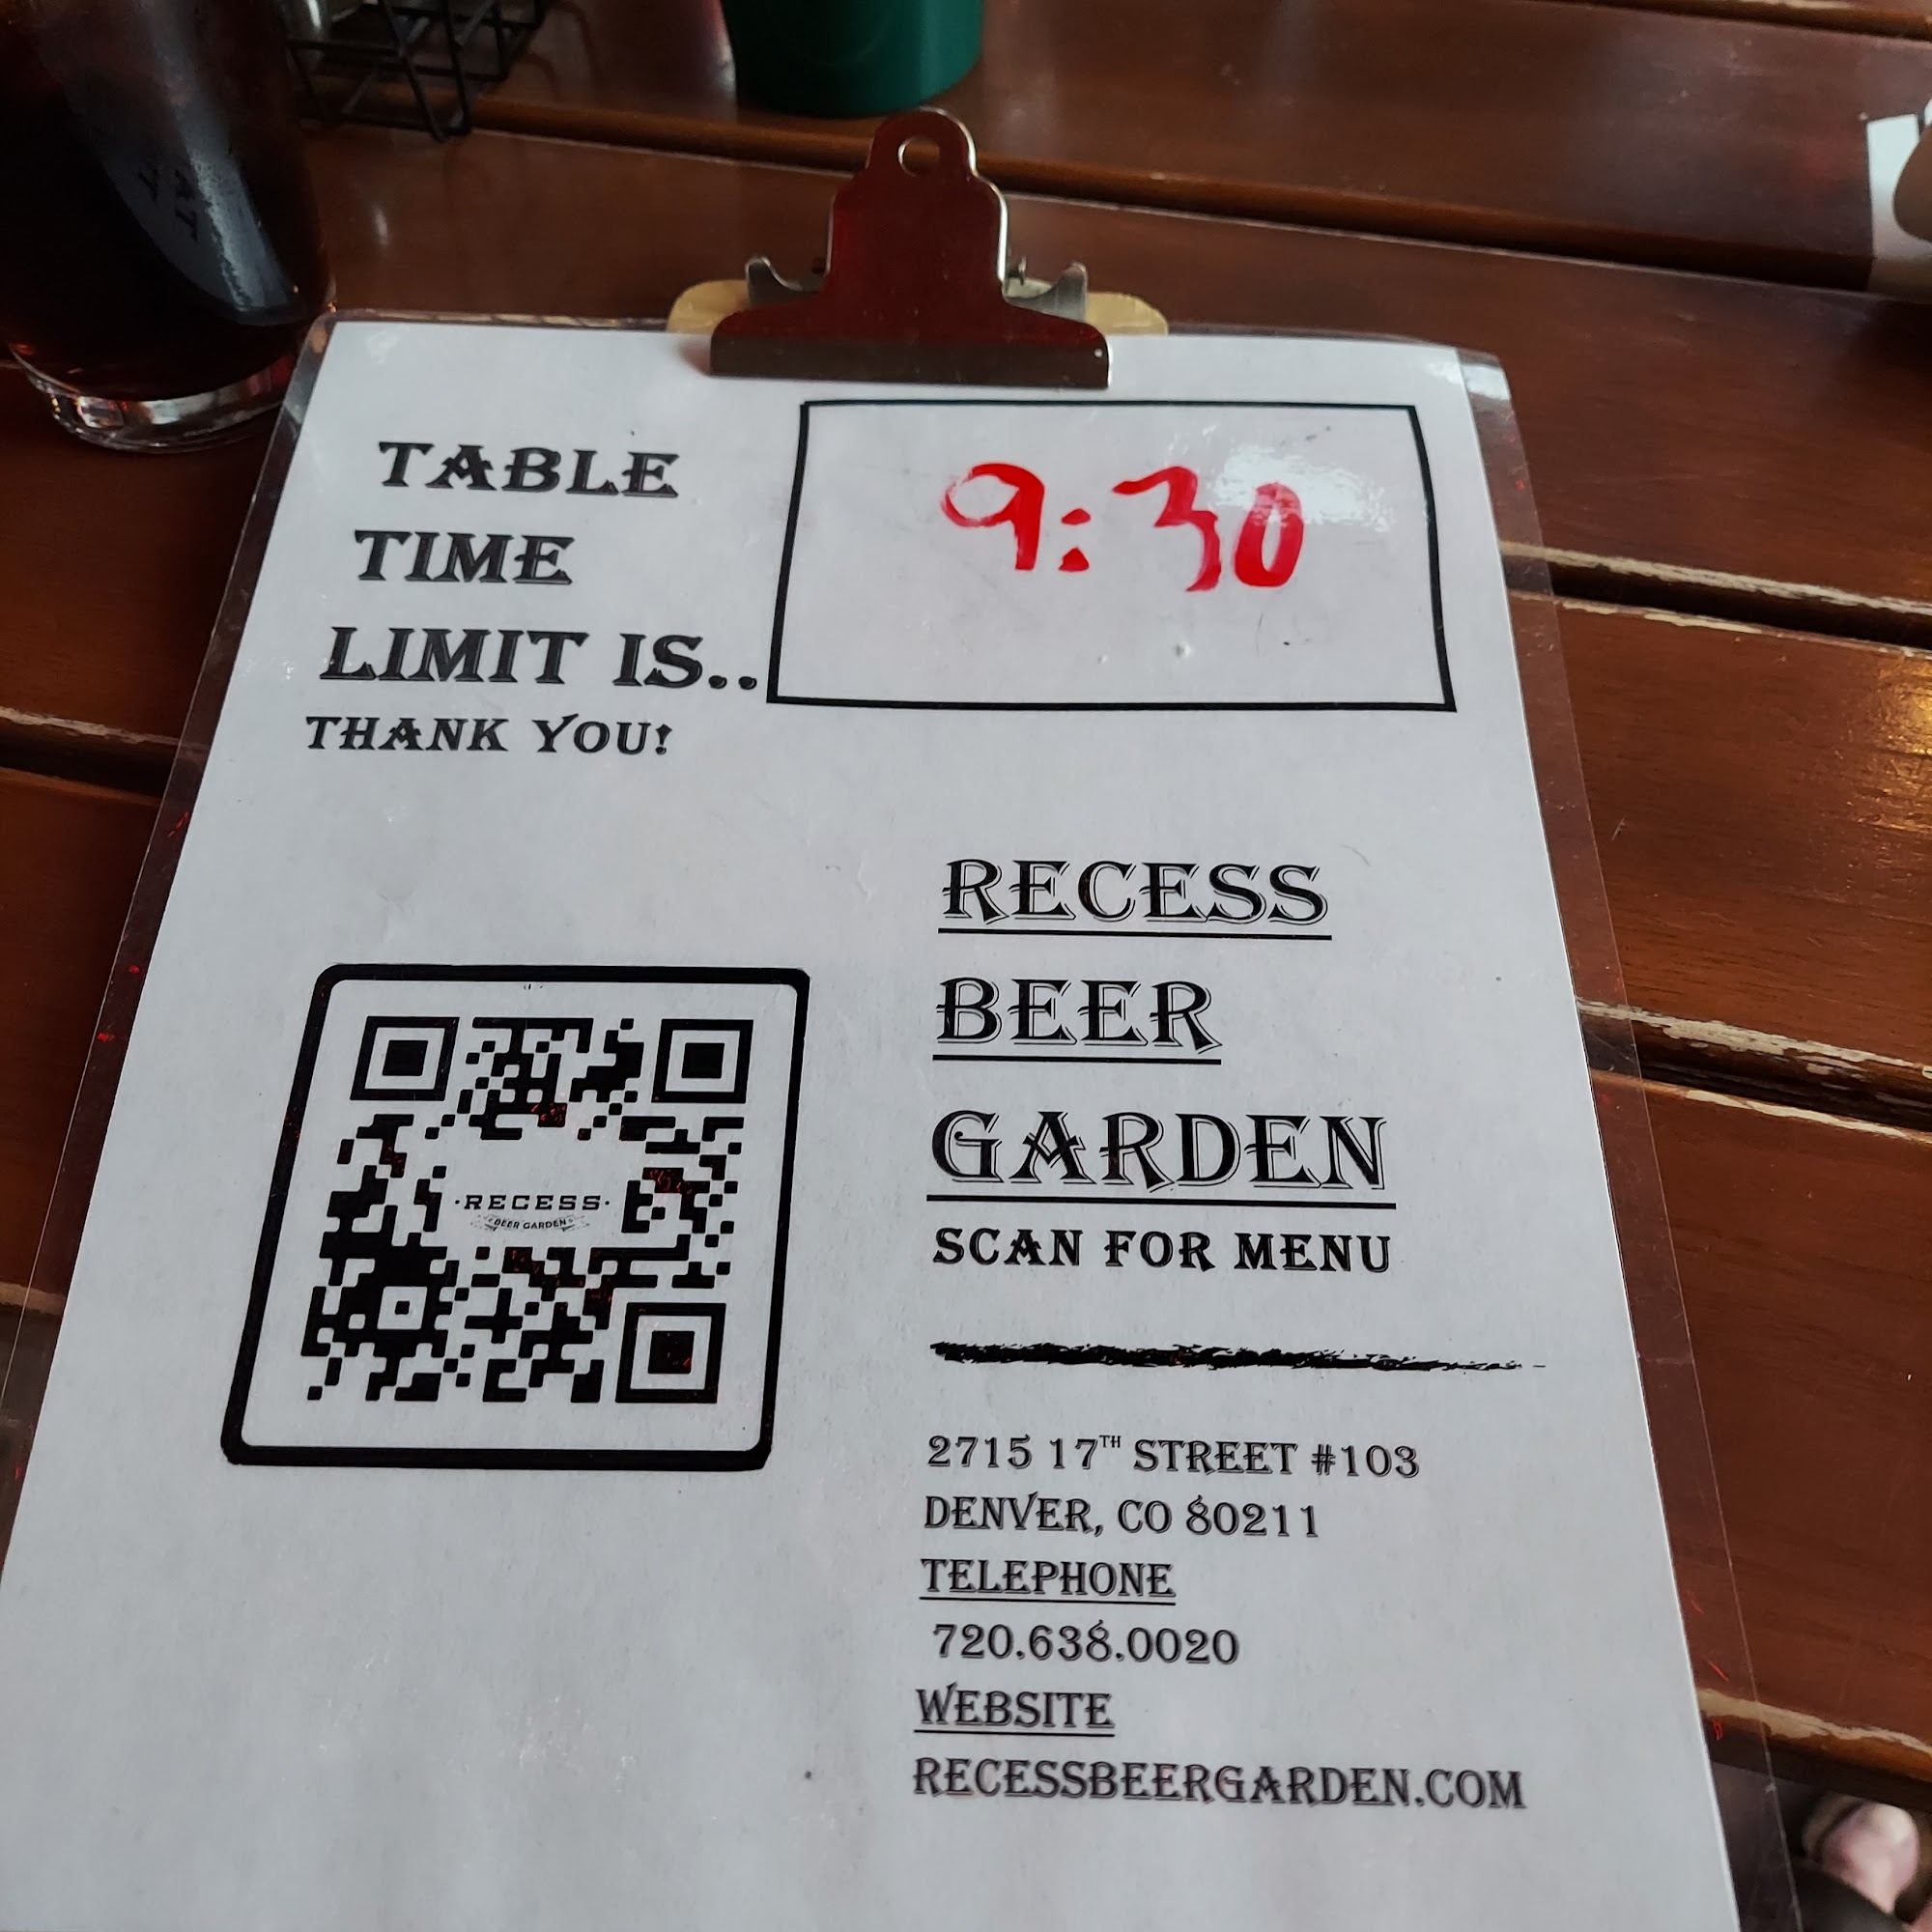 TABLE
TIME
LIMIT IS..
THANK YOU!
9:30
RECESS
BEER
GARDEN
SCAN FOR MENU
·RECESS·
BEER GARDEN
2715 17TH STREET #103
DENVER, CO 80211
TELEPHONE
720.638.0020
WEBSITE
RECESSBEERGARDEN.COM